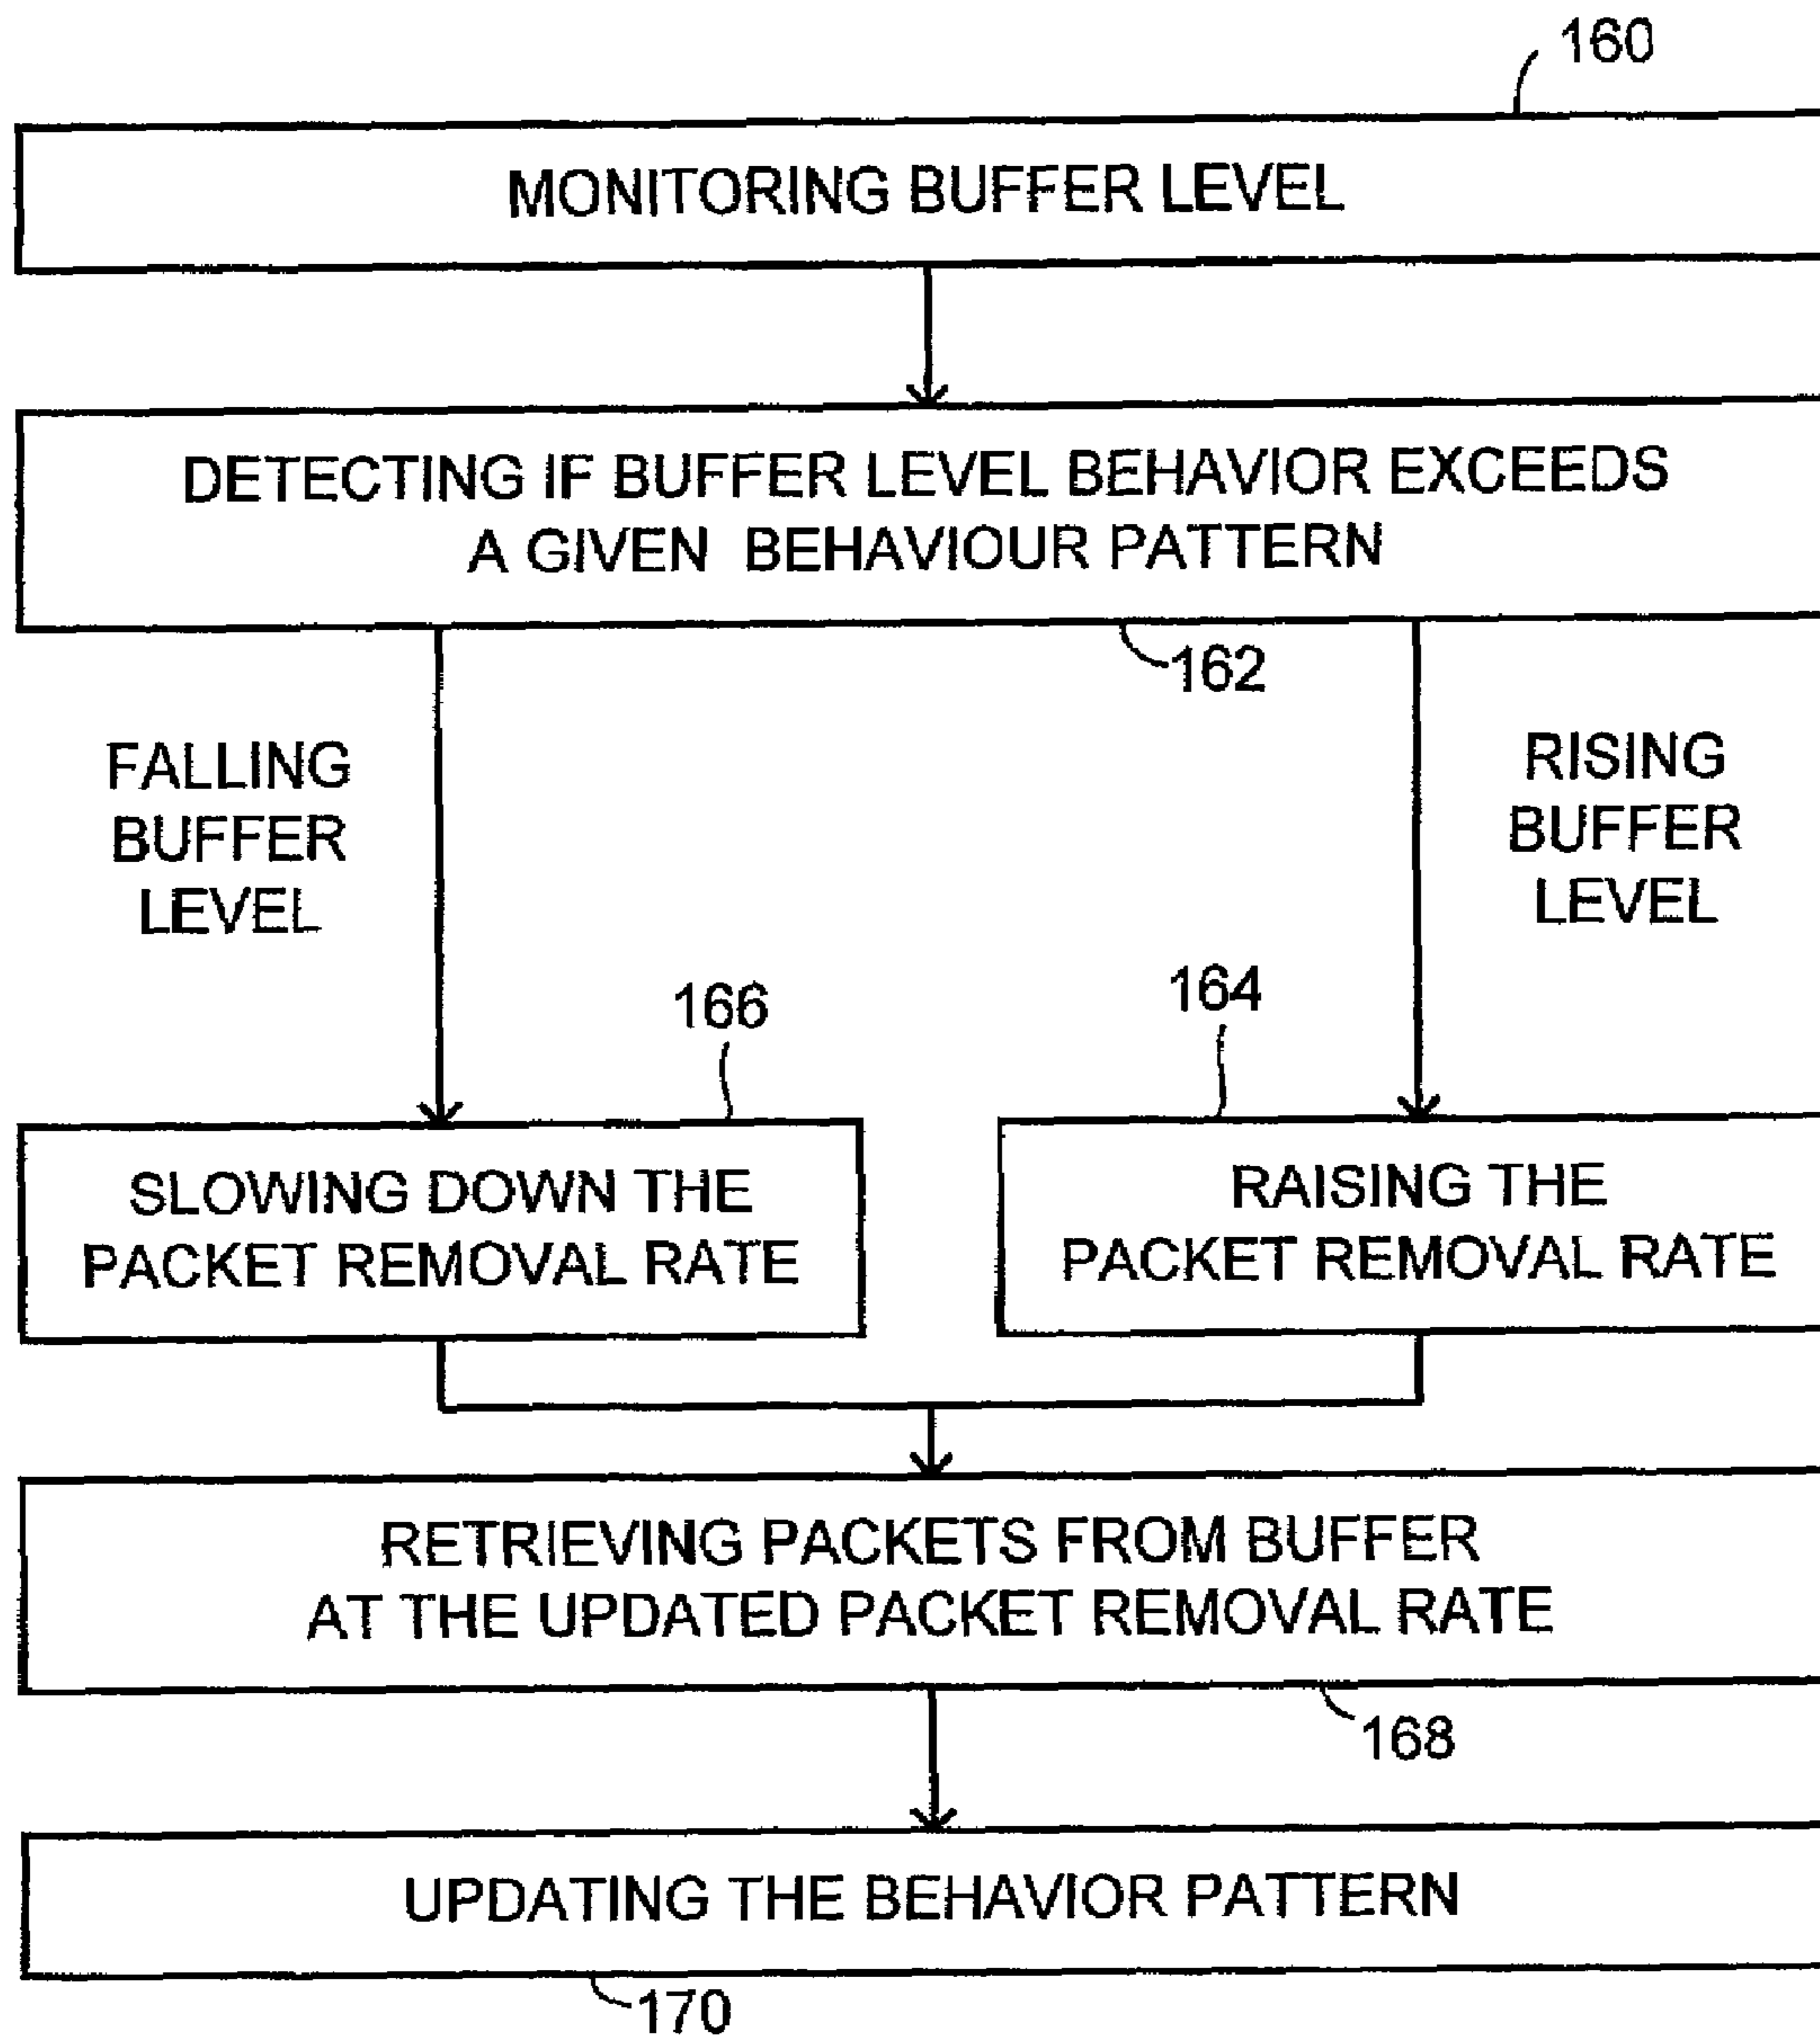 160
MONITORING BUFFER LEVEL
DETECTING IF BUFFER LEVEL BEHAVIOR EXCEEDS
A GIVEN BEHAVIOUR PATTERN
162
FALLING
BUFFER
LEVEL
RISING
BUFFER
LEVEL
166
164
SLOWING DOWN THE
PACKET REMOVAL RATE
RAISING THE
PACKET REMOVAL RATE
RETRIEVING PACKETS FROM BUFFER
AT THE UPDATED PACKET REMOVAL RATE
168
UPDATING THE BEHAVIOR PATTERN
170